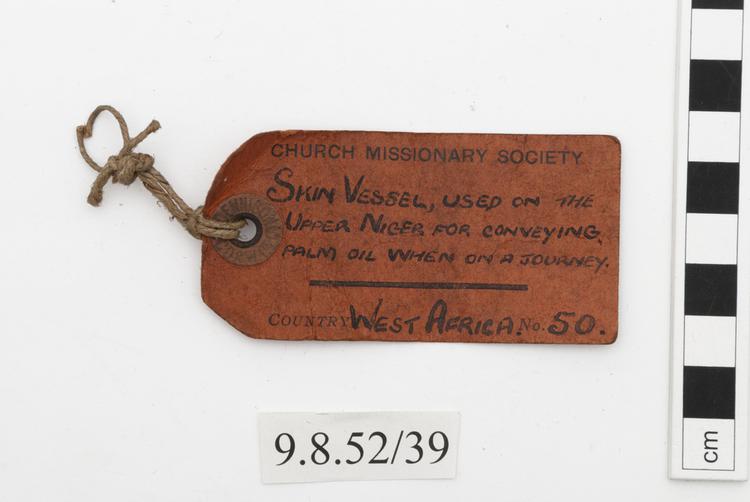 CHURCH MISSIONARY SOCIETY
SKIN VESSEL, USED ON THE
UPPER NIGER FOR CONVEYING
PALM OIL WHEN ON A JOURNEY.
COUNTRY WEST AFRICA. No. 50.
9.8.52/39
cm